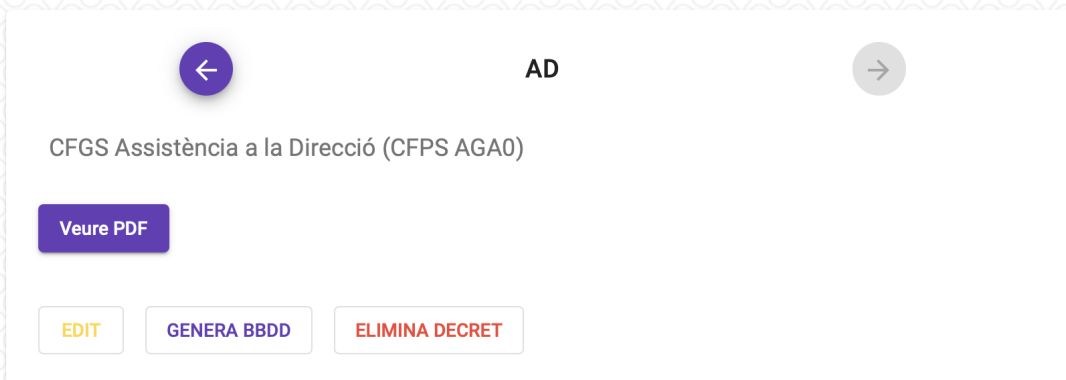 AD
CFGS Assistència a la Direcció (CFPS AGA0)
Veure PDF
EDIT
GENERA BBDD
ELIMINA DECRET